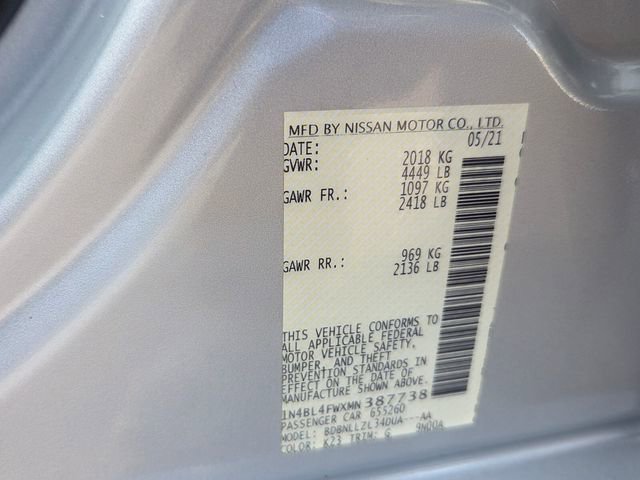 MFD BY NISSAN MOTOR CO., LTD.
DATE: 05/21
GVWR: 2018 KG
4449 LB
GAWR FR.: 1097 KG
2418 LB
GAWR RR.: 969 KG
2136 LB
THIS VEHICLE CONFORMS TO
ALL APPLICABLE FEDERAL
MOTOR VEHICLE SAFETY,
BUMPER, AND THEFT
PREVENTION STANDARDS IN
EFFECT ON THE DATE OF
MANUFACTURE SHOWN ABOVE.
1N4BL4FWXMN387738
PASSENGER CAR 655260
MODEL: BDBNLLZL34DUA---AA
COLOR: K23 TRIM: G 9N00A